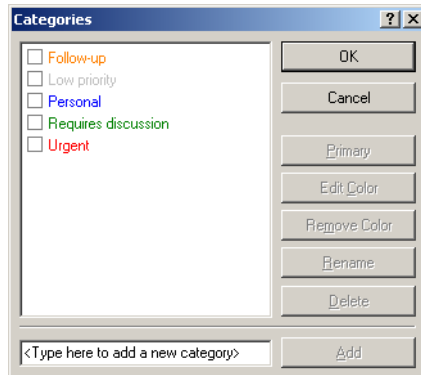 Categories
Follow-up
Low priority
Personal
Requires discussion
Urgent
OK
Cancel
Primary
Edit Color
Remove Color
Rename
Delete
<Type here to add a new category>
Add